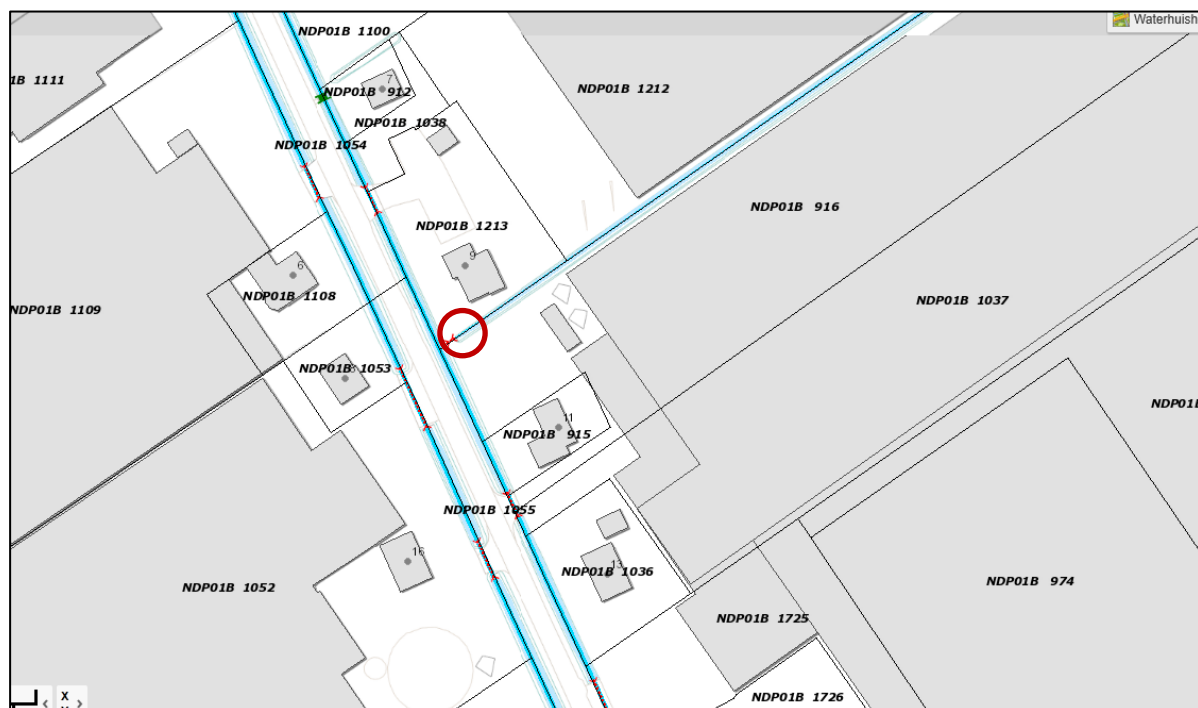 Waterhuish
NDP01B 1100
1B 1111
7
NDP01B 912
NDP01B 1212
NDP01B 1038
NDP01B 1054
NDP01B 916
NDP01B 1213
9
6
NDP01B 1108
NDP01B 1037
NDP01B 1109
NDP01B 1053
NDP01B
11
NDP01B 915
NDP01B 1055
16
13
NDP01B 1036
NDP01B 1052
NDP01B 974
NDP01B 1725
NDP01B 1726
X